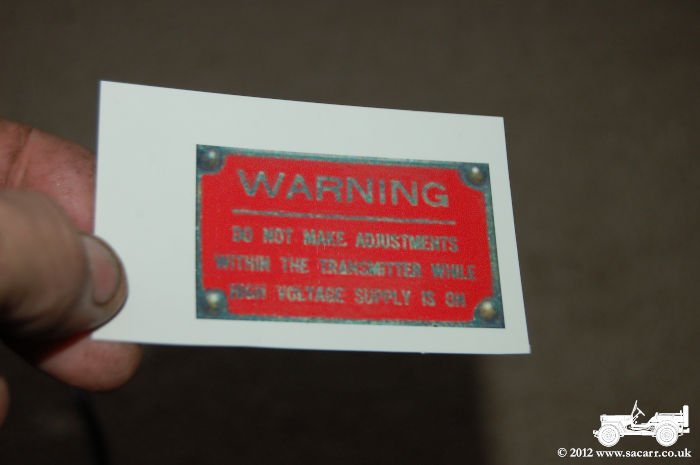 WARNING
DO NOT MAKE ADJUSTMENTS
WITHIN THE TRANSMITTER WHILE
HIGH VOLTAGE SUPPLY IS ON
© 2012 www.sacarr.co.uk